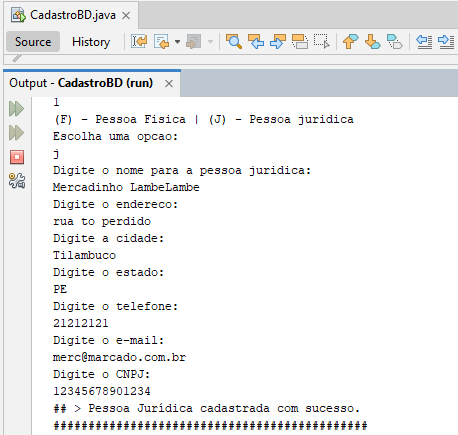 CadastroBD.java
Source
History
Output - CadastroBD (run)
1
(F) - Pessoa Fisica | (J) - Pessoa juridica
Escolha uma opcao:
j
Digite o nome para a pessoa juridica:
Mercadinho LambeLambe
Digite o endereco:
rua to perdido
Digite a cidade:
Tilambuco
Digite o estado:
PE
Digite o telefone:
21212121
Digite o e-mail:
merc@marcado.com.br
Digite o CNPJ:
12345678901234
## > Pessoa Jurídica cadastrada com sucesso.
#############################################